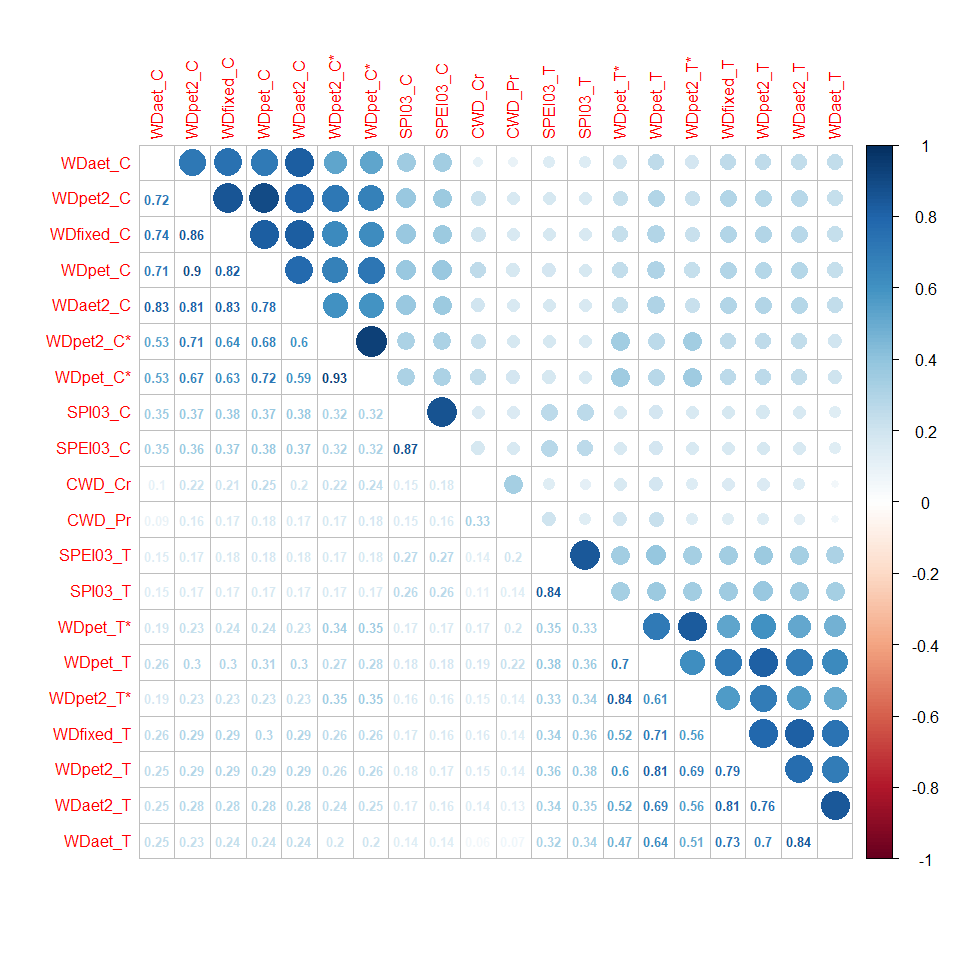 WDaet_C WDpet2_C WDfixed_C WDpet_C WDaet2_C WDpet2_C* WDpet_C* SPI03_C SPEI03_C CWD_Cr CWD_Pr SPEI03_T SPI03_T WDpet_T* WDpet_T WDpet2_T* WDfixed_T WDpet2_T WDaet2_T WDaet_T
WDaet_C
WDpet2_C 0.72
WDfixed_C 0.74 0.86
WDpet_C 0.71 0.9 0.82
WDaet2_C 0.83 0.81 0.83 0.78
WDpet2_C* 0.53 0.71 0.64 0.68 0.6
WDpet_C* 0.53 0.67 0.63 0.72 0.59 0.93
SPI03_C 0.35 0.37 0.38 0.37 0.38 0.32 0.32
SPEI03_C 0.35 0.36 0.37 0.38 0.37 0.32 0.32 0.87
CWD_Cr 0.1 0.22 0.21 0.25 0.2 0.22 0.24 0.15 0.18
CWD_Pr 0.09 0.16 0.17 0.18 0.17 0.17 0.18 0.15 0.16 0.33
SPEI03_T 0.15 0.17 0.18 0.18 0.18 0.17 0.18 0.27 0.27 0.14 0.2
SPI03_T 0.15 0.17 0.17 0.17 0.17 0.17 0.17 0.26 0.26 0.11 0.14 0.84
WDpet_T* 0.19 0.23 0.24 0.24 0.23 0.34 0.35 0.17 0.17 0.17 0.2 0.35 0.33
WDpet_T 0.26 0.3 0.3 0.31 0.3 0.27 0.28 0.18 0.18 0.19 0.22 0.38 0.36 0.7
WDpet2_T* 0.19 0.23 0.23 0.23 0.23 0.35 0.35 0.16 0.16 0.15 0.14 0.33 0.34 0.84 0.61
WDfixed_T 0.26 0.29 0.29 0.3 0.29 0.26 0.26 0.17 0.16 0.16 0.14 0.34 0.36 0.52 0.71 0.56
WDpet2_T 0.25 0.29 0.29 0.29 0.29 0.26 0.26 0.18 0.17 0.15 0.14 0.36 0.38 0.6 0.81 0.69 0.79
WDaet2_T 0.25 0.28 0.28 0.28 0.28 0.24 0.25 0.17 0.16 0.14 0.13 0.34 0.35 0.52 0.69 0.56 0.81 0.76
WDaet_T 0.25 0.23 0.24 0.24 0.24 0.2 0.2 0.14 0.14 0.06 0.07 0.32 0.34 0.47 0.64 0.51 0.73 0.7 0.84
1
0.8
0.6
0.4
0.2
0
-0.2
-0.4
-0.6
-0.8
-1